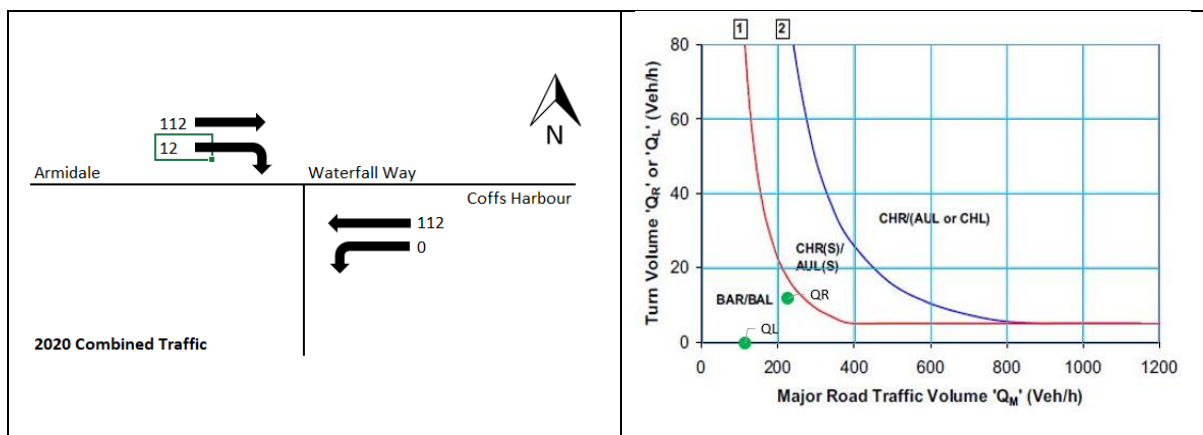 N
112
12
Armidale
Waterfall Way
Coffs Harbour
112
0
2020 Combined Traffic
1 2
Turn Volume 'QR' or 'QL' (Veh/h)
80
60
40
20
0
CHR/(AUL or CHL)
CHR(S)/
AUL(S)
BAR/BAL
QR
QL
0 200 400 600 800 1000 1200
Major Road Traffic Volume 'QM' (Veh/h)